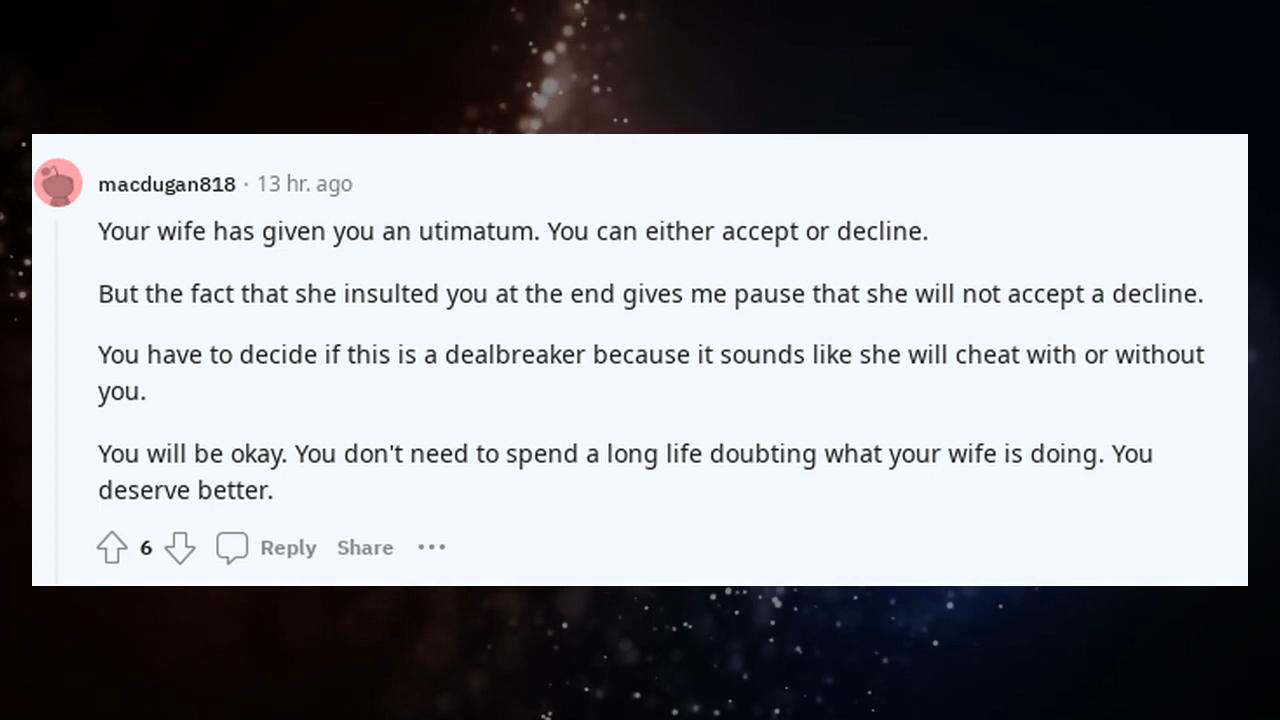 macdugan818 · 13 hr. ago
Your wife has given you an utimatum. You can either accept or decline.
But the fact that she insulted you at the end gives me pause that she will not accept a decline.
You have to decide if this is a dealbreaker because it sounds like she will cheat with or without
you.
You will be okay. You don't need to spend a long life doubting what your wife is doing. You
deserve better.
6 Reply Share •••